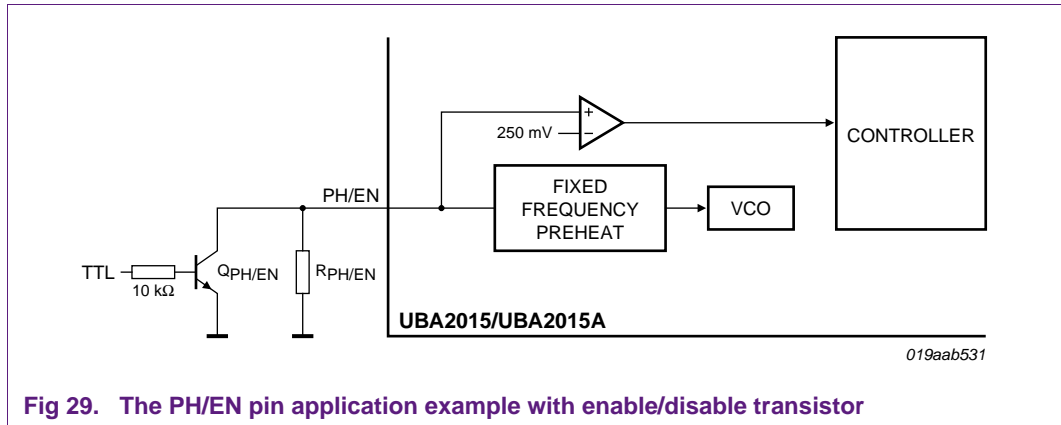 CONTROLLER
+
250 mV
−
PH/EN
FIXED
FREQUENCY
PREHEAT
VCO
TTL
10 kΩ
QPH/EN
RPH/EN
UBA2015/UBA2015A
019aab531
Fig 29. The PH/EN pin application example with enable/disable transistor